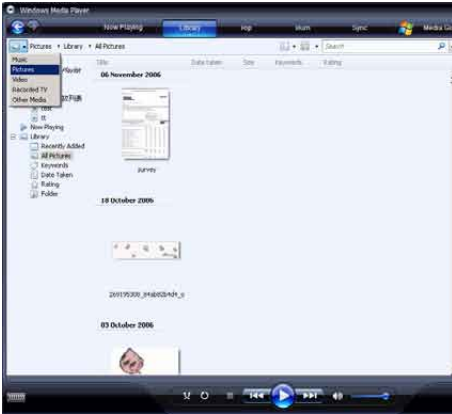 Windows Media Player
Now Playing Library Rip Burn Sync Media
Pictures Library All Pictures Search
Music
Pictures
Video
Recorded TV
Other Media
Playlist
Title Date taken Size Keywords Rating
06 November 2006
Now Playing
Library
Recently Added
All Pictures
Keywords
Date Taken
Rating
Folder
survey
18 October 2006
03 October 2006